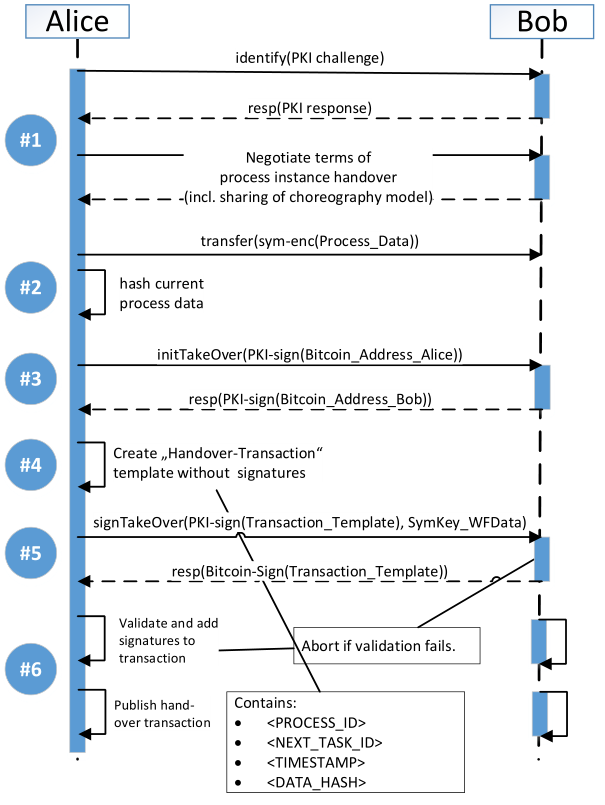 Alice
Bob
identify(PKI challenge)
resp(PKI response)
#1
Negotiate terms of
process instance handover
(incl. sharing of choreography model)
transfer(sym-enc(Process_Data))
#2
hash current
process data
initTakeOver(PKI-sign(Bitcoin_Address_Alice))
#3
resp(PKI-sign(Bitcoin_Address_Bob))
#4
Create „Handover-Transaction“
template without signatures
signTakeOver(PKI-sign(Transaction_Template), SymKey_WFData)
#5
resp(Bitcoin-Sign(Transaction_Template))
Validate and add
signatures to
transaction
Abort if validation fails.
#6
Publish hand-
over transaction
Contains:
• <PROCESS_ID>
• <NEXT_TASK_ID>
• <TIMESTAMP>
• <DATA_HASH>